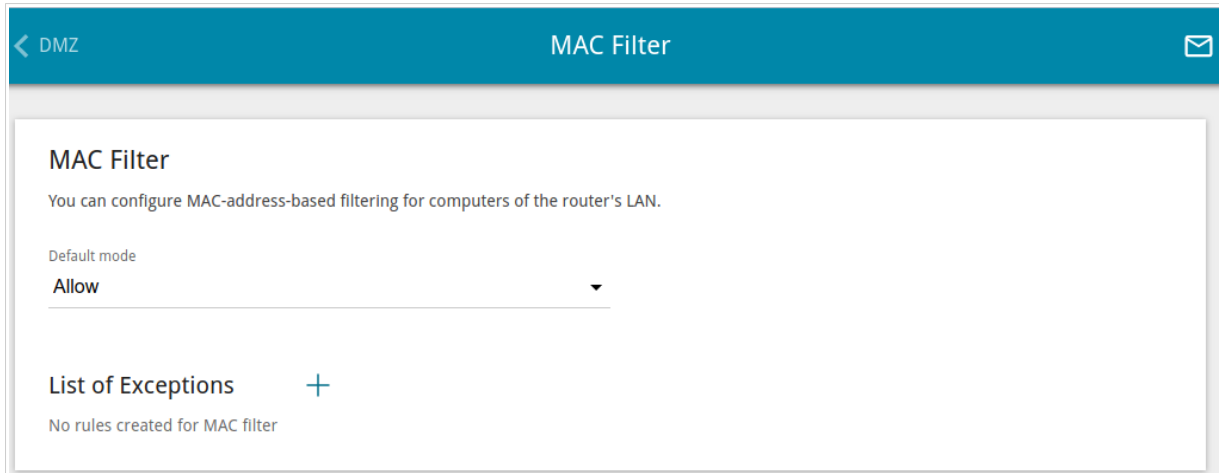 DMZ
MAC Filter
MAC Filter
You can configure MAC-address-based filtering for computers of the router's LAN.
Default mode
Allow
List of Exceptions
No rules created for MAC filter